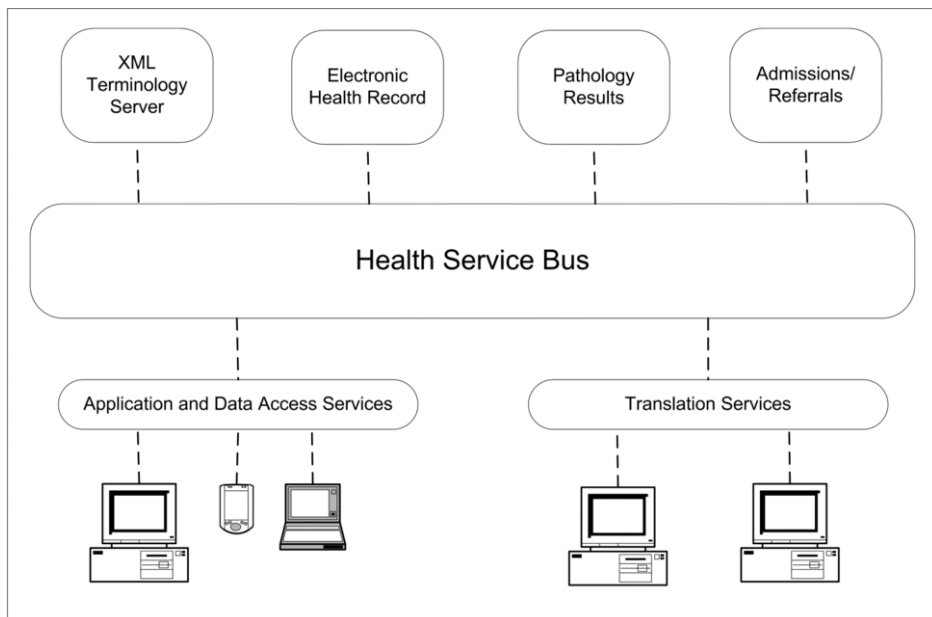 XML
Terminology
Server
Electronic
Health Record
Pathology
Results
Admissions/
Referrals
Health Service Bus
Application and Data Access Services
Translation Services